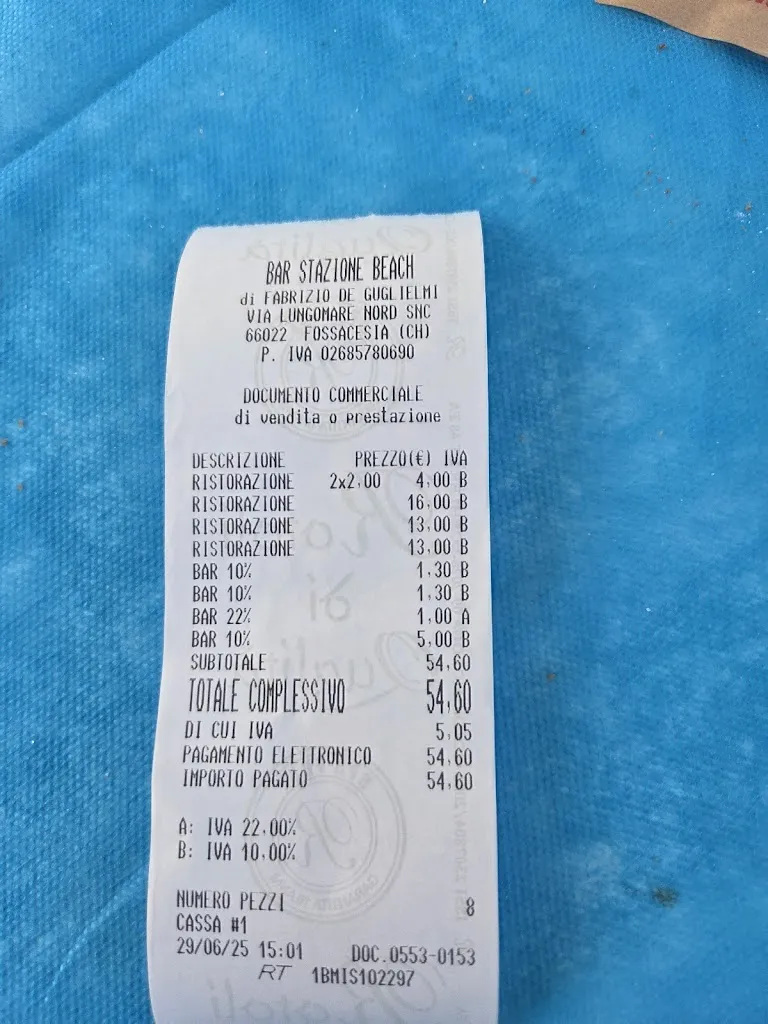 BAR STAZIONE BEACH
di FABRIZIO DE GUGLIELMI
VIA LUNGOMARE NORD SNC
66022 FOSSACESIA (CH)
P. IVA 02685780690
DOCUMENTO COMMERCIALE
di vendita o prestazione
DESCRIZIONE PREZZO(€) IVA
RISTORAZIONE 2x2,00 4,00 B
RISTORAZIONE 16,00 B
RISTORAZIONE 13,00 B
RISTORAZIONE 13,00 B
BAR 10% 1,30 B
BAR 10% 1,30 B
BAR 22% 1,00 A
BAR 10% 5,00 B
SUBTOTALE 54,60
TOTALE COMPLESSIVO 54,60
DI CUI IVA 5,05
PAGAMENTO ELETTRONICO 54,60
IMPORTO PAGATO 54,60
A: IVA 22,00%
B: IVA 10,00%
NUMERO PEZZI 8
CASSA #1
29/06/25 15:01 DOC.0553-0153
RT 1BMIS102297